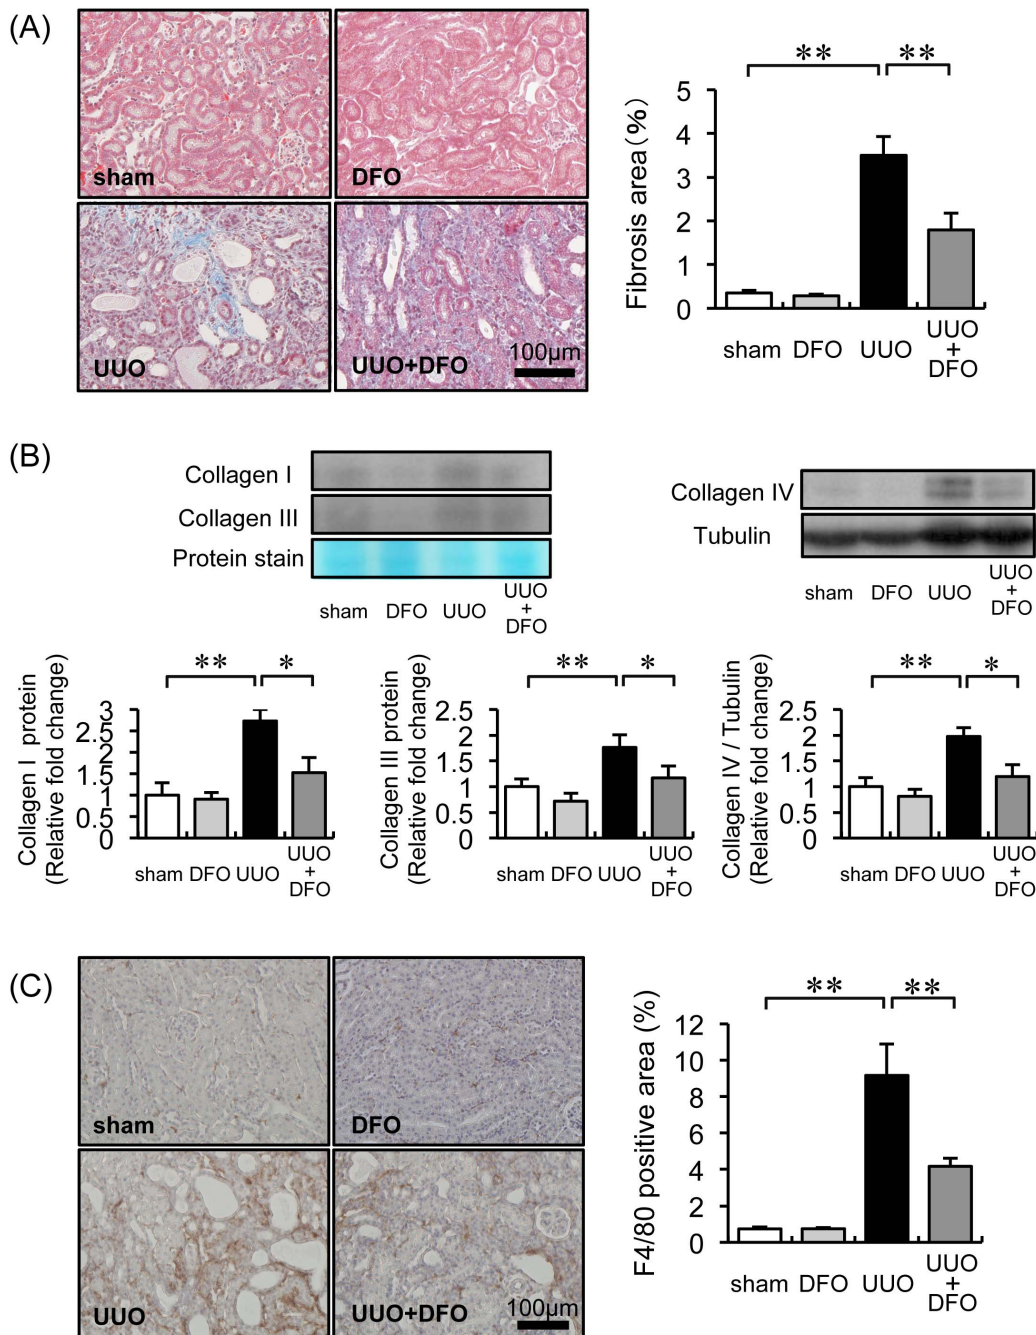 (A)
sham
DFO
UUO
UUO+DFO
100μm
** **
Fibrosis area (%)
5
4
3
2
1
0
sham DFO UUO UUO
+
DFO
(B)
Collagen I
Collagen III
Protein stain
sham DFO UUO UUO
+
DFO
Collagen IV
Tubulin
sham DFO UUO UUO
+
DFO
** *
Collagen I protein
(Relative fold change)
3
2.5
2
1.5
1
0.5
0
sham DFO UUO UUO
+
DFO
** *
Collagen III protein
(Relative fold change)
2.5
2
1.5
1
0.5
0
sham DFO UUO UUO
+
DFO
** *
Collagen IV / Tubulin
(Relative fold change)
2.5
2
1.5
1
0.5
0
sham DFO UUO UUO
+
DFO
(C)
sham
DFO
UUO
UUO+DFO
100μm
** **
F4/80 positive area (%)
12
10
8
6
4
2
0
sham DFO UUO UUO
+
DFO